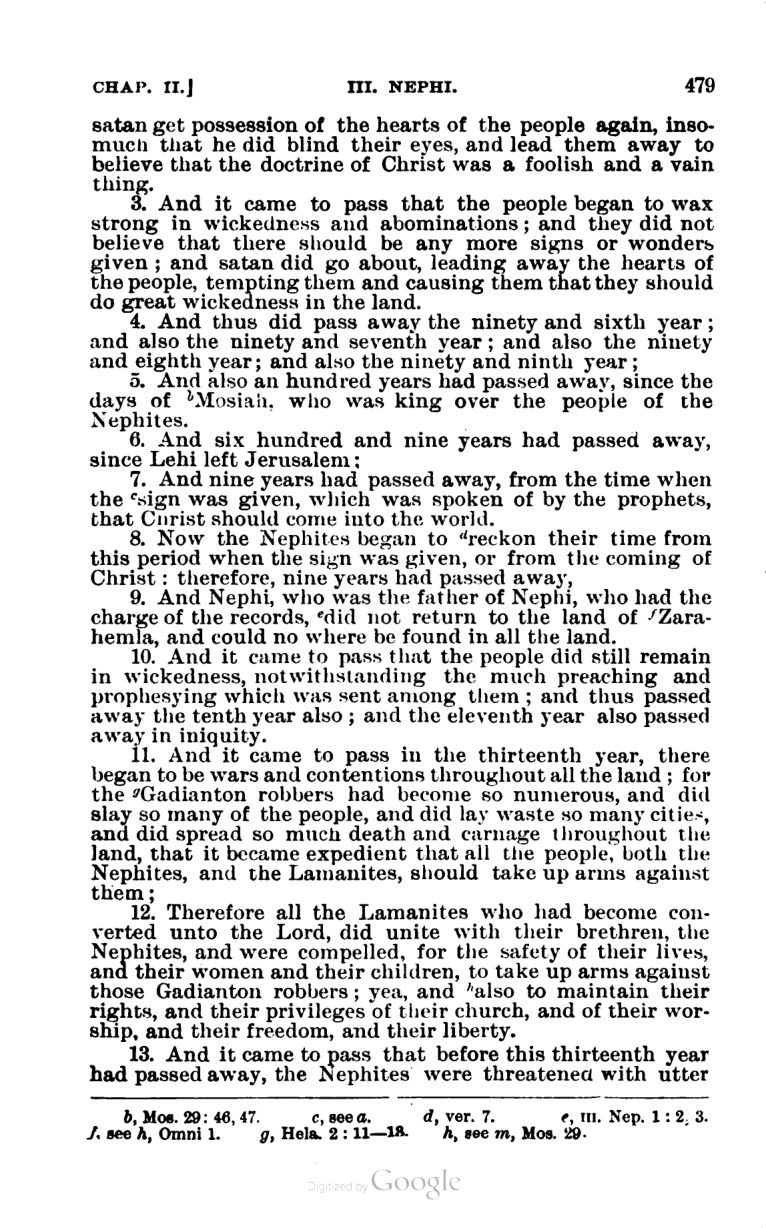 CHAP. II.] III. NEPHI. 479
satan get possession of the hearts of the people again, inso-
much that he did blind their eyes, and lead them away to
believe that the doctrine of Christ was a foolish and a vain
thing.
3. And it came to pass that the people began to wax
strong in wickedness and abominations; and they did not
believe that there should be any more signs or wonders
given; and satan did go about, leading away the hearts of
the people, tempting them and causing them that they should
do great wickedness in the land.
4. And thus did pass away the ninety and sixth year;
and also the ninety and seventh year; and also the ninety
and eighth year; and also the ninety and ninth year;
5. And also an hundred years had passed away, since the
days of bMosiah, who was king over the people of the
Nephites.
6. And six hundred and nine years had passed away,
since Lehi left Jerusalem;
7. And nine years had passed away, from the time when
the csign was given, which was spoken of by the prophets,
that Christ should come into the world.
8. Now the Nephites began to dreckon their time from
this period when the sign was given, or from the coming of
Christ: therefore, nine years had passed away,
9. And Nephi, who was the father of Nephi, who had the
charge of the records, edid not return to the land of fZara-
hemla, and could no where be found in all the land.
10. And it came to pass that the people did still remain
in wickedness, notwithstanding the much preaching and
prophesying which was sent among them; and thus passed
away the tenth year also; and the eleventh year also passed
away in iniquity.
11. And it came to pass in the thirteenth year, there
began to be wars and contentions throughout all the land; for
the gGadianton robbers had become so numerous, and did
slay so many of the people, and did lay waste so many cities,
and did spread so much death and carnage throughout the
land, that it became expedient that all the people, both the
Nephites, and the Lamanites, should take up arms against
them;
12. Therefore all the Lamanites who had become con-
verted unto the Lord, did unite with their brethren, the
Nephites, and were compelled, for the safety of their lives,
and their women and their children, to take up arms against
those Gadianton robbers; yea, and halso to maintain their
rights, and their privileges of their church, and of their wor-
ship, and their freedom, and their liberty.
13. And it came to pass that before this thirteenth year
had passed away, the Nephites were threatened with utter
b, Mos. 29: 46, 47. c, see a. d, ver. 7. e, III. Nep. 1: 2, 3.
f, see h, Omni 1. g, Hela. 2: 11—13. h, see m, Mos. 29.
Digitized by Google